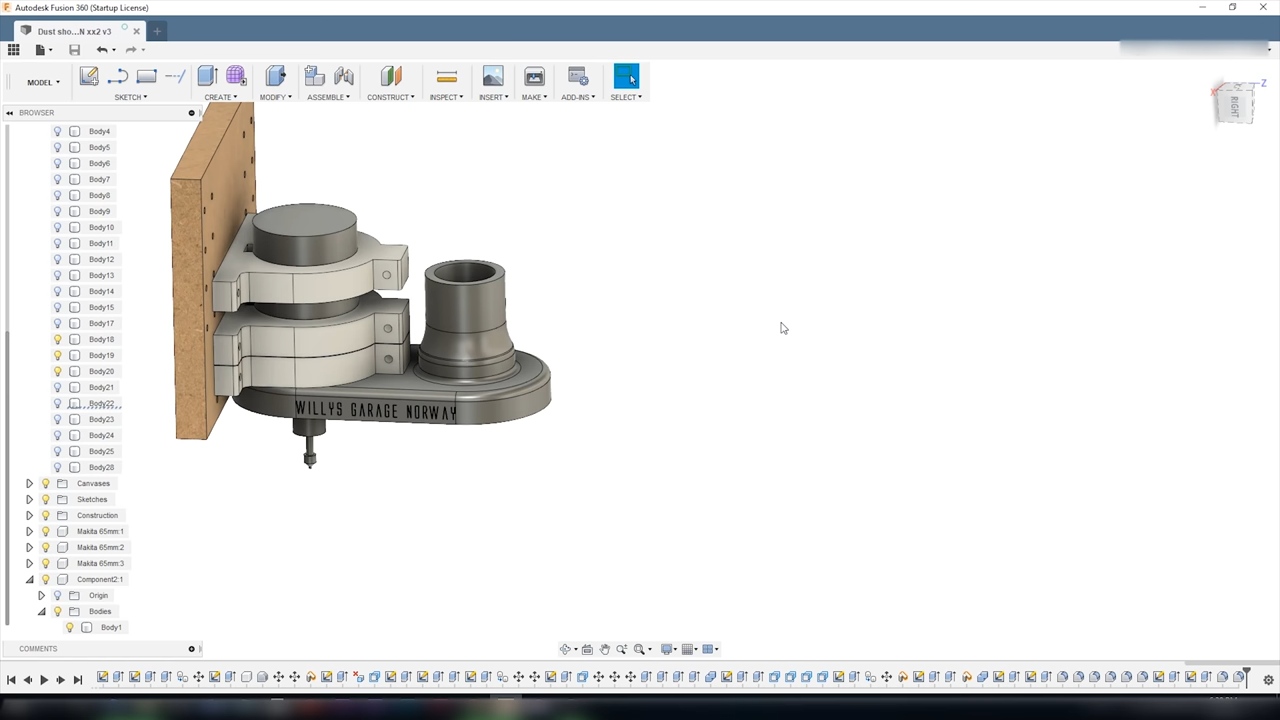 Autodesk Fusion 360 (Startup License)
Dust sho...N xx2 v3
MODEL
SKETCH
CREATE
MODIFY
ASSEMBLE
CONSTRUCT
INSPECT
INSERT
MAKE
ADD-INS
SELECT
BROWSER
Z
X
RIGHT
Body4
Body5
Body6
Body7
Body8
Body9
Body10
Body11
Body12
Body13
Body14
Body15
Body17
Body18
Body19
Body20
Body21
Body22
Body23
Body24
Body25
Body28
Canvases
Sketches
Construction
Makita 65mm:1
Makita 65mm:2
Makita 65mm:3
Component2:1
Origin
Bodies
Body1
WILLYS GARAGE NORWAY
COMMENTS